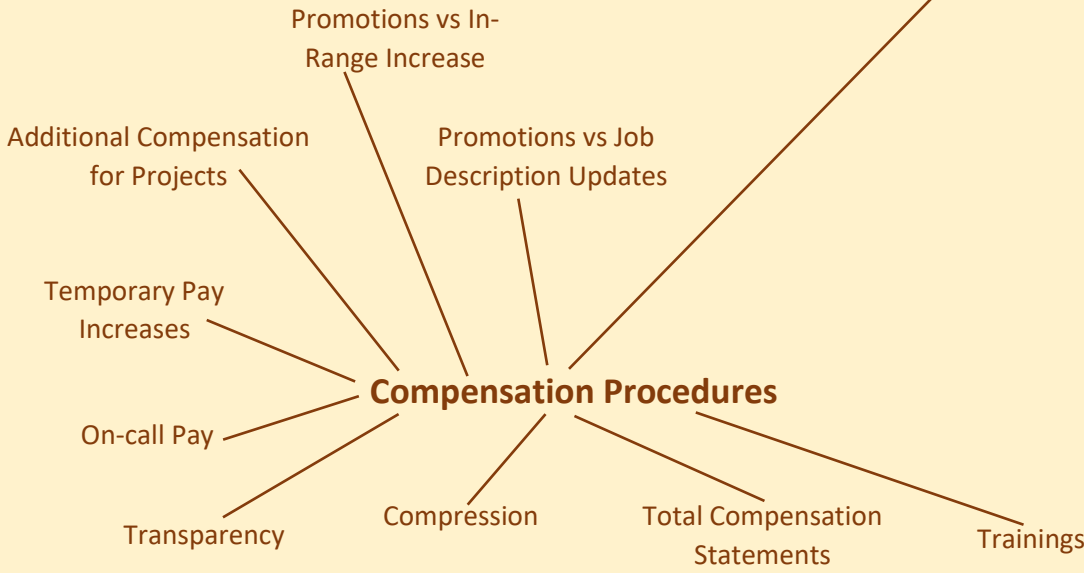 Promotions vs In-
Range Increase
Additional Compensation
for Projects
Promotions vs Job
Description Updates
Temporary Pay
Increases
Compensation Procedures
On-call Pay
Transparency
Compression
Total Compensation
Statements
Trainings